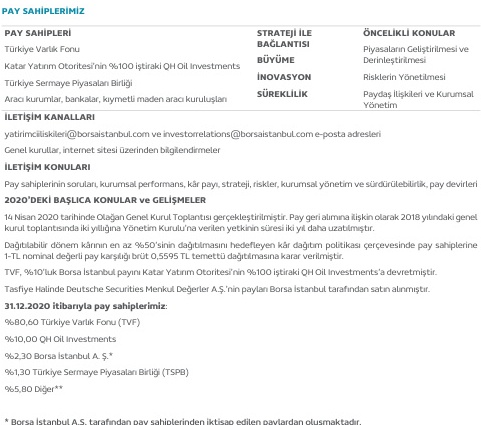 PAY SAHİPLERİMİZ
PAY SAHİPLERİ
Türkiye Varlık Fonu
Katar Yatırım Otoritesi'nin %100 iştiraki QH Oil Investments
Türkiye Sermaye Piyasaları Birliği
Aracı kurumlar, bankalar, kıymetli maden aracı kuruluşları
STRATEJİ İLE
BAĞLANTISI
BÜYÜME
İNOVASYON
SÜREKLİLİK
ÖNCELİKLİ KONULAR
Piyasaların Geliştirilmesi ve
Derinleştirilmesi
Risklerin Yönetilmesi
Paydaş İlişkileri ve Kurumsal
Yönetim
İLETİŞİM KANALLARI
yatirimciiliskileri@borsaistanbul.com ve investorrelations@borsaistanbul.com e-posta adresleri
Genel kurullar, internet sitesi üzerinden bilgilendirmeler
İLETİŞİM KONULARI
Pay sahiplerinin soruları, kurumsal performans, kâr payı, strateji, riskler, kurumsal yönetim ve sürdürülebilirlik, pay devirleri
2020'DEKİ BAŞLICA KONULAR ve GELİŞMELER
14 Nisan 2020 tarihinde Olağan Genel Kurul Toplantısı gerçekleştirilmiştir. Pay geri alımına ilişkin olarak 2018 yılındaki genel
kurul toplantısında iki yıllığına Yönetim Kurulu'na verilen yetkinin süresi iki yıl daha uzatılmıştır.
Dağıtılabilir dönem kârının en az %50'sinin dağıtılmasını hedefleyen kâr dağıtım politikası çerçevesinde pay sahiplerine
1-TL nominal değerli pay karşılığı brüt 0,5595 TL temettü dağıtılmasına karar verilmiştir.
TVF, %10'luk Borsa İstanbul payını Katar Yatırım Otoritesi'nin %100 iştiraki QH Oil Investments'a devretmiştir.
Tasfiye Halinde Deutsche Securities Menkul Değerler A.Ş.'nin payları Borsa İstanbul tarafından satın alınmıştır.
31.12.2020 itibarıyla pay sahiplerimiz:
%80,60 Türkiye Varlık Fonu (TVF)
%10,00 QH Oil Investments
%2,30 Borsa İstanbul A. Ş.*
%1,30 Türkiye Sermaye Piyasaları Birliği (TSPB)
%5,80 Diğer**
* Borsa İstanbul A.Ş. tarafından pay sahiplerinden iktisap edilen paylardan oluşmaktadır.